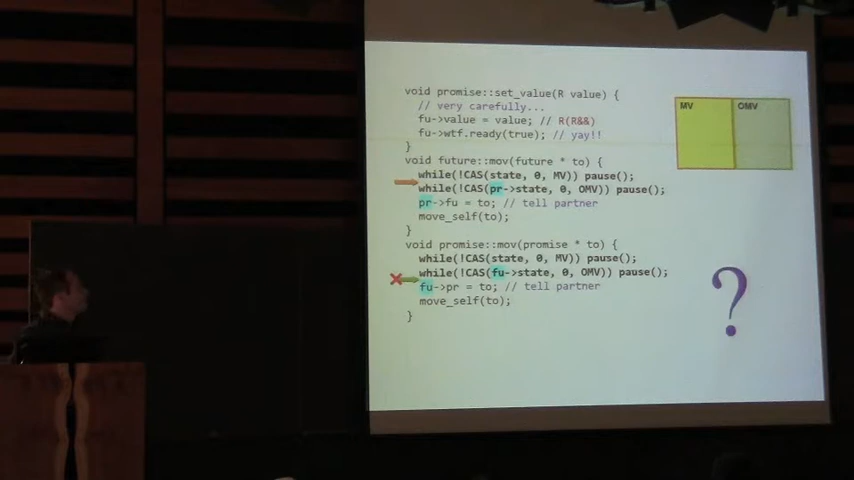 void promise::set_value(R value) {
// very carefully...
fu->value = value; // R(R&&)
fu->wtf.ready(true); // yay!!
}
void future::mov(future * to) {
while(!CAS(state, 0, MV)) pause();
while(!CAS(pr->state, 0, OMV)) pause();
pr->fu = to; // tell partner
move_self(to);
}
void promise::mov(promise * to) {
while(!CAS(state, 0, MV)) pause();
while(!CAS(fu->state, 0, OMV)) pause();
fu->pr = to; // tell partner
move_self(to);
}
MV
OMV
?